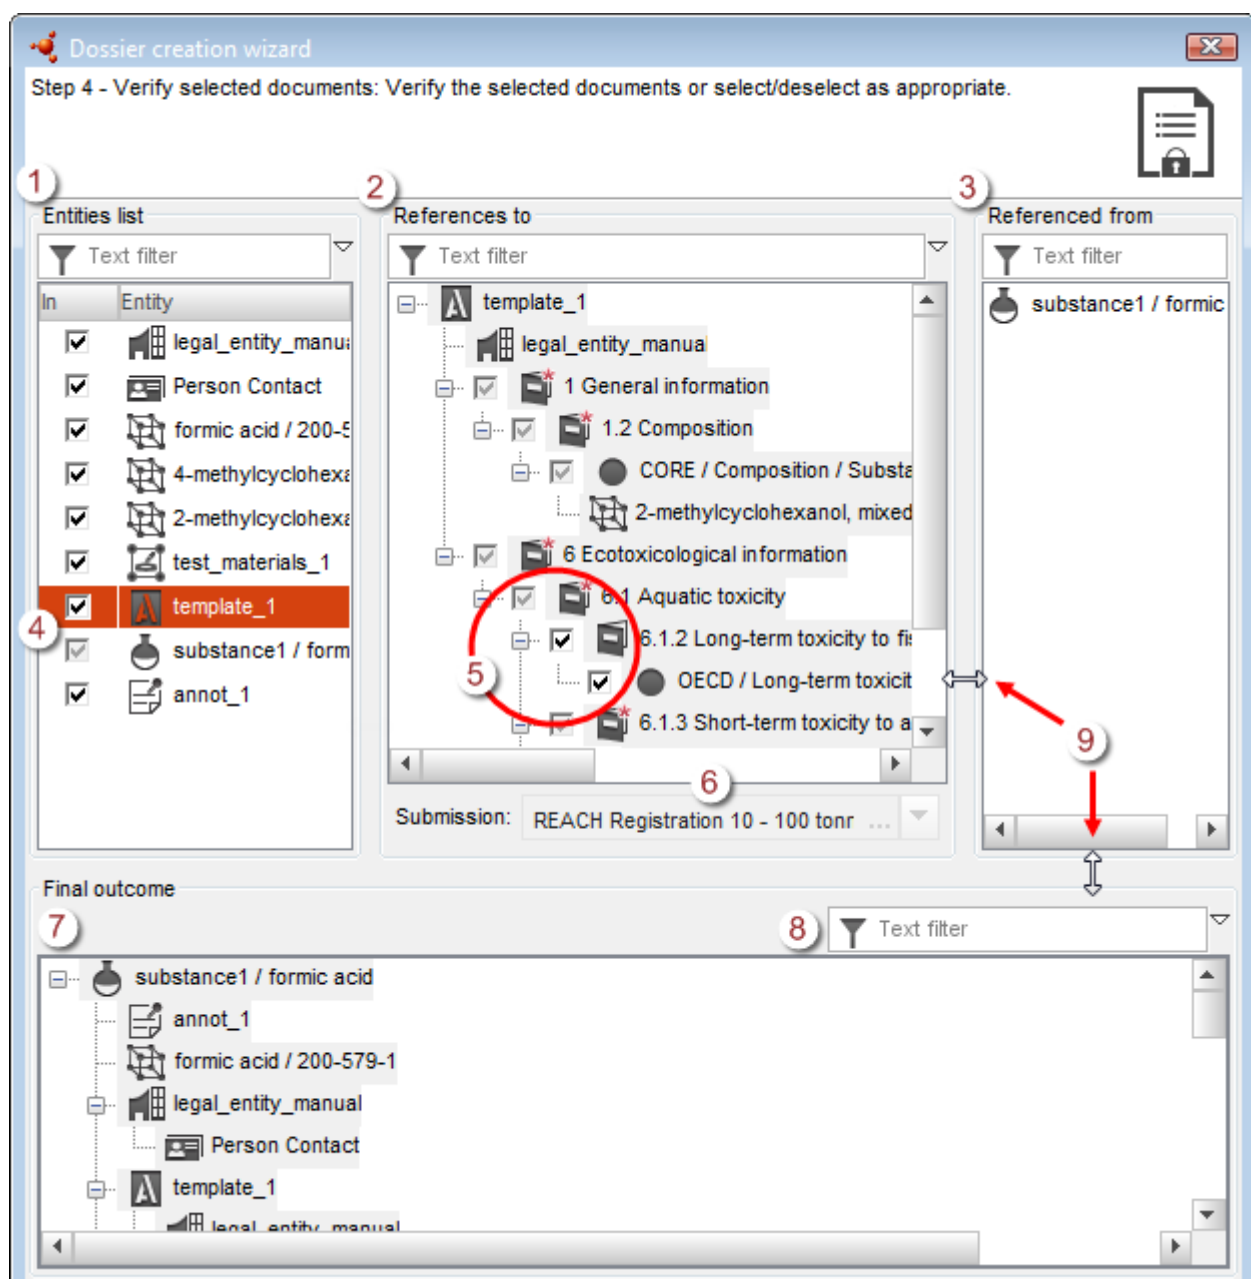 Dossier creation wizard
Step 4 - Verify selected documents: Verify the selected documents or select/deselect as appropriate.
1
2
3
Entities list
References to
Referenced from
Text filter
Text filter
Text filter
In
Entity
legal_entity_manu
Person Contact
formic acid / 200-5
4-methylcyclohexa
2-methylcyclohexa
test_materials_1
template_1
4
substance1 / form
annot_1
template_1
legal_entity_manual
1 General information
1.2 Composition
CORE / Composition / Substa
2-methylcyclohexanol, mixed
6 Ecotoxicological information
6.1 Aquatic toxicity
6.1.2 Long-term toxicity to fis
5
OECD / Long-term toxicit
6.1.3 Short-term toxicity to a
6
Submission:
REACH Registration 10 - 100 tonr ...
substance1 / formic
9
Final outcome
7
8
Text filter
substance1 / formic acid
annot_1
formic acid / 200-579-1
legal_entity_manual
Person Contact
template_1
legal_entity_manual